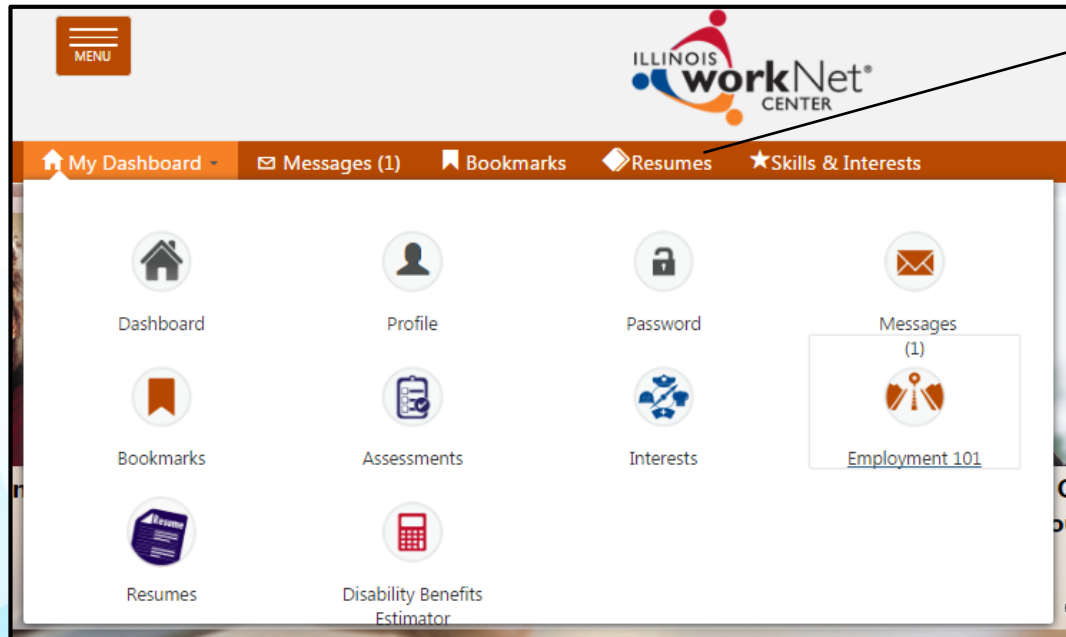 MENU
ILLINOIS
workNet®
CENTER
My Dashboard
Messages (1)
Bookmarks
Resumes
Skills & Interests
Dashboard
Profile
Password
Messages
(1)
Bookmarks
Assessments
Interests
Employment 101
Resume
Resumes
Disability Benefits
Estimator